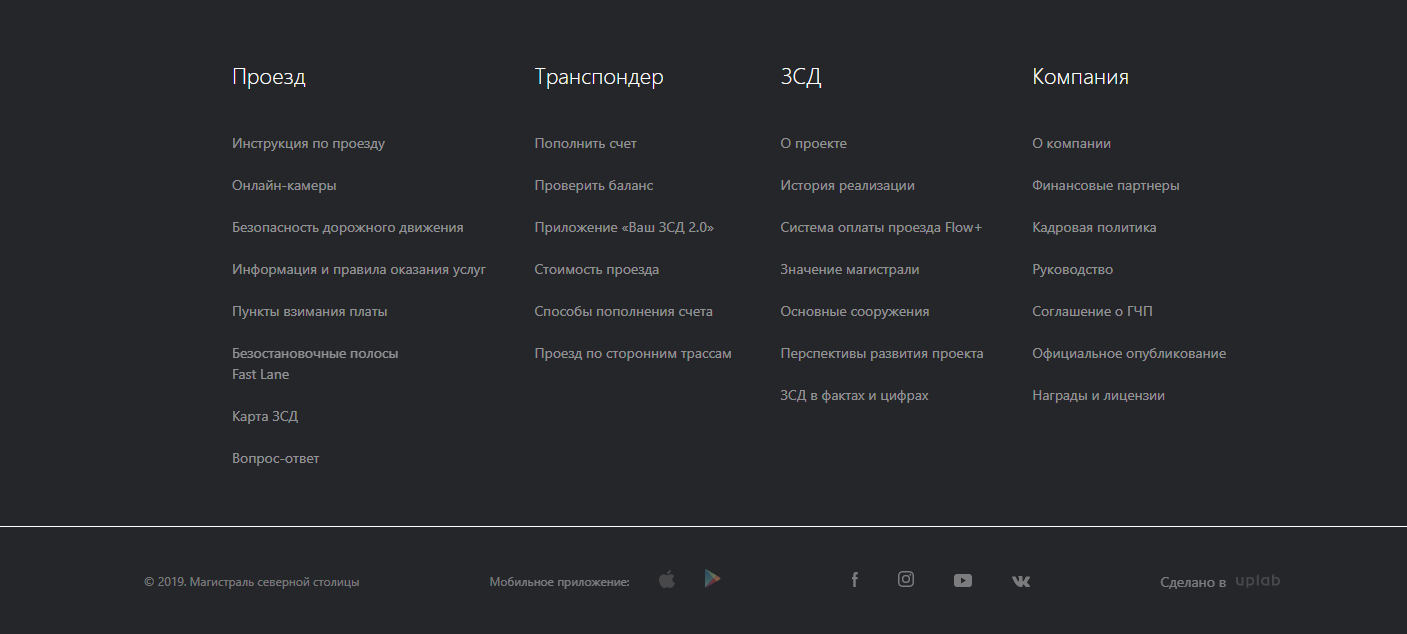 Проезд
Инструкция по проезду
Онлайн-камеры
Безопасность дорожного движения
Информация и правила оказания услуг
Пункты взимания платы
Безостановочные полосы
Fast Lane
Карта ЗСД
Вопрос-ответ
Транспондер
Пополнить счет
Проверить баланс
Приложение «Ваш ЗСД 2.0»
Стоимость проезда
Способы пополнения счета
Проезд по сторонним трассам
ЗСД
О проекте
История реализации
Система оплаты проезда Flow+
Значение магистрали
Основные сооружения
Перспективы развития проекта
ЗСД в фактах и цифрах
Компания
О компании
Финансовые партнеры
Кадровая политика
Руководство
Соглашение о ГЧП
Официальное опубликование
Награды и лицензии
© 2019. Магистраль северной столицы
Мобильное приложение:
Сделано в uplab